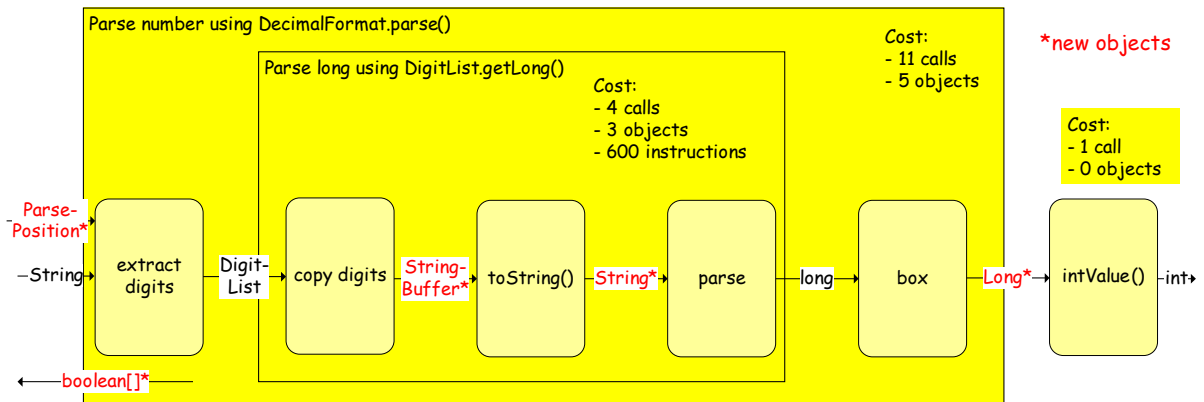 Parse number using DecimalFormat.parse()
Cost:
- 11 calls
- 5 objects
*new objects
Parse long using DigitList.getLong()
Cost:
- 4 calls
- 3 objects
- 600 instructions
Cost:
- 1 call
- 0 objects
Parse-
Position*
String
extract
digits
Digit-
List
copy digits
String-
Buffer*
toString()
String*
parse
long
box
Long*
intValue()
int
boolean[]*